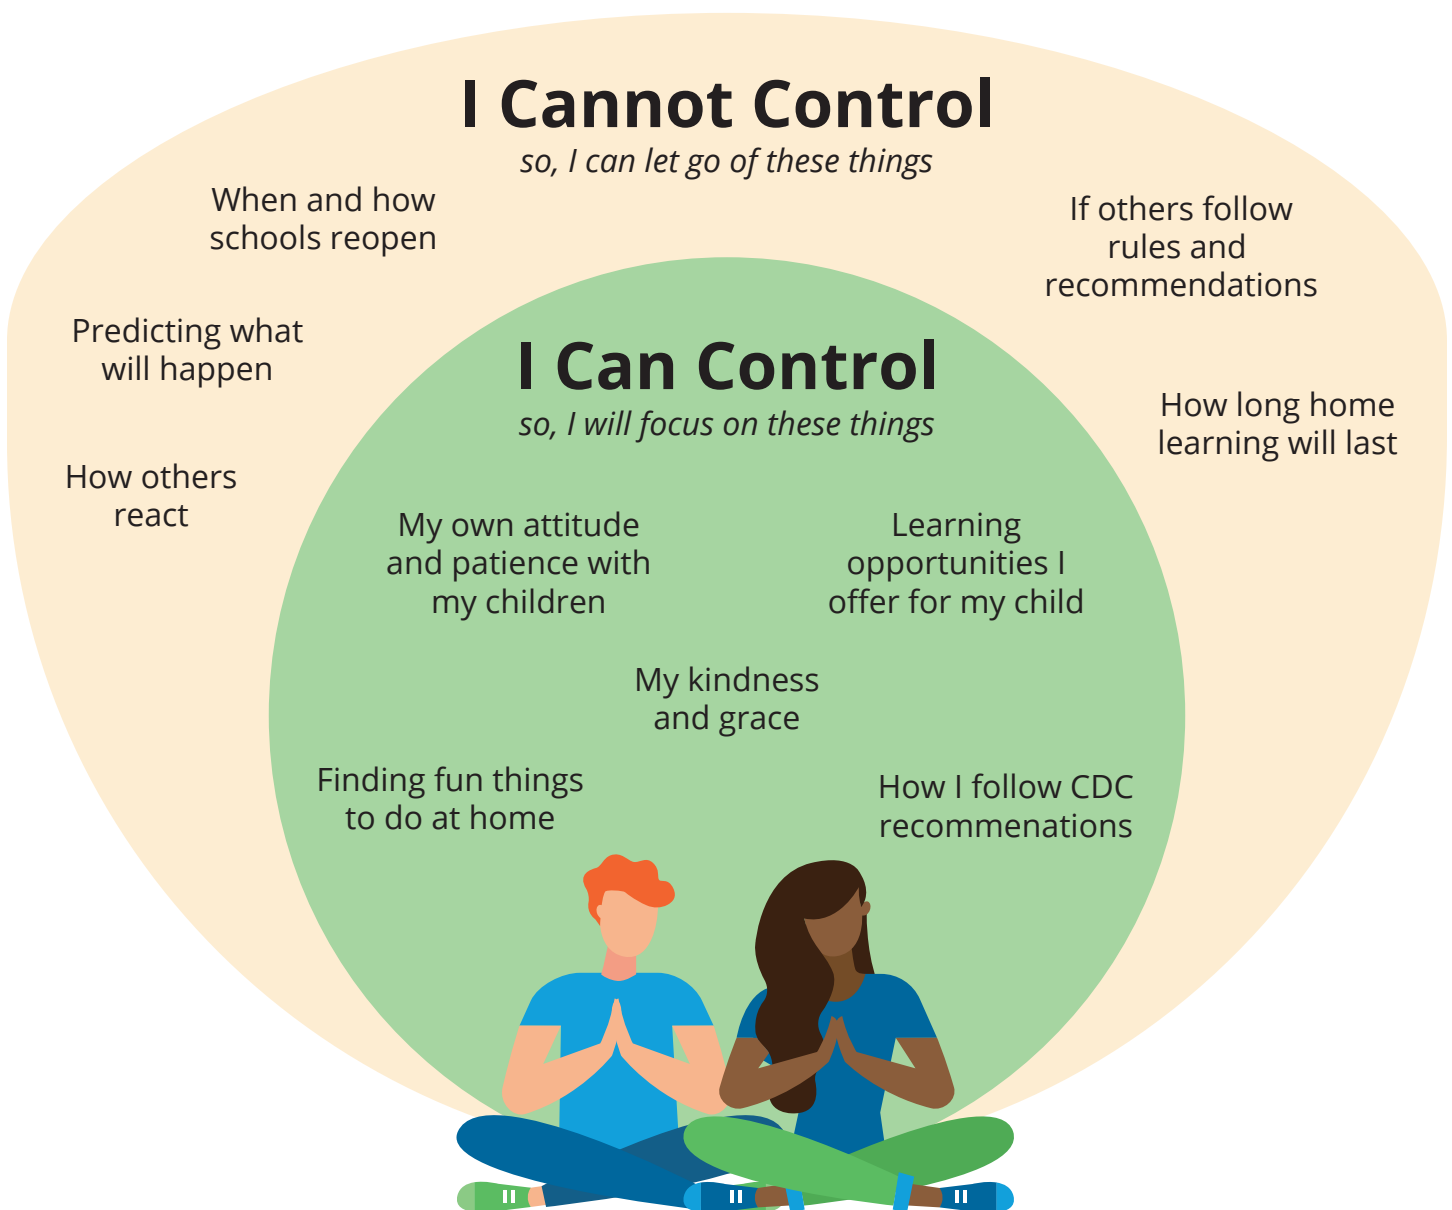 I Cannot Control
so, I can let go of these things
When and how
schools reopen
If others follow
rules and
recommendations
Predicting what
will happen
How long home
learning will last
How others
react
I Can Control
so, I will focus on these things
My own attitude
and patience with
my children
Learning
opportunities I
offer for my child
My kindness
and grace
Finding fun things
to do at home
How I follow CDC
recommenations